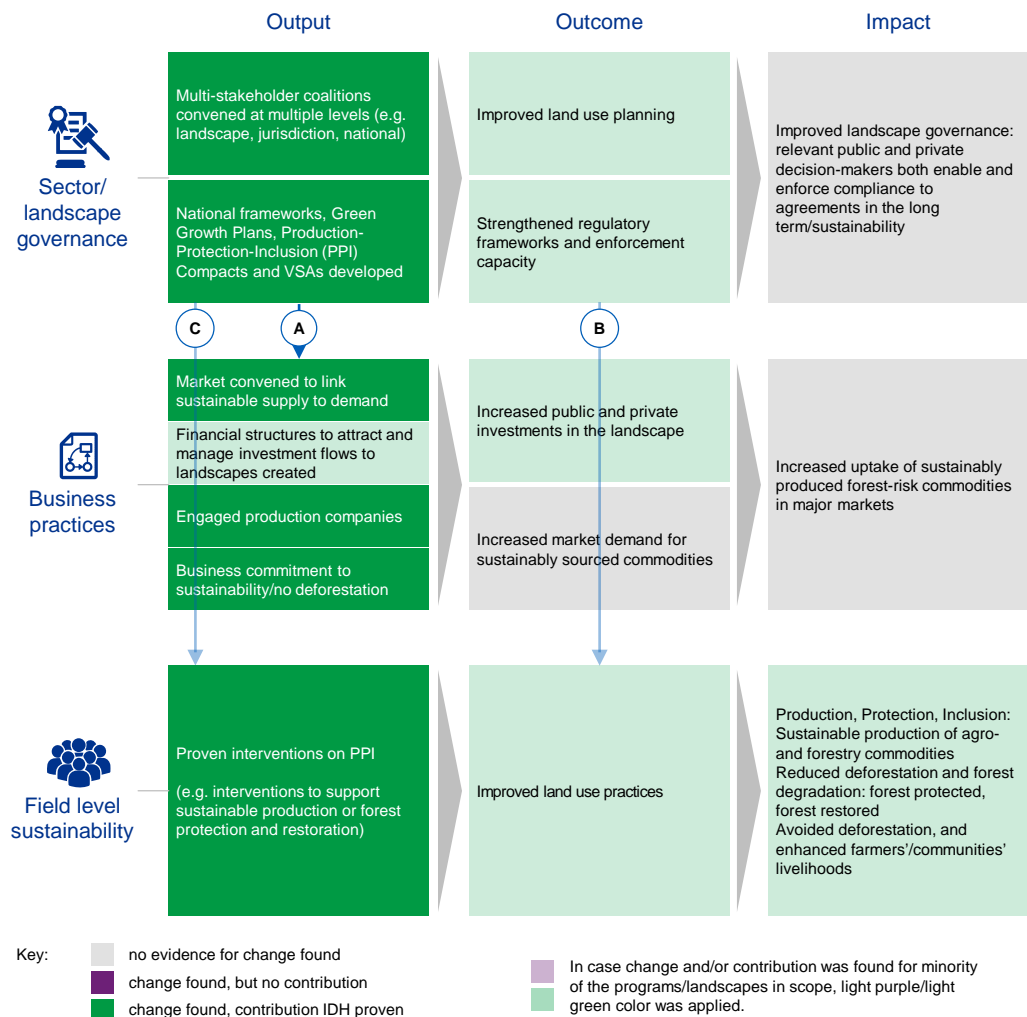 Output
Outcome
Impact
Sector/
landscape
governance
Multi-stakeholder coalitions
convened at multiple levels (e.g.
landscape, jurisdiction, national)
National frameworks, Green
Growth Plans, Production-
Protection-Inclusion (PPI)
Compacts and VSAs developed
Improved land use planning
Strengthened regulatory
frameworks and enforcement
capacity
Improved landscape governance:
relevant public and private
decision-makers both enable and
enforce compliance to
agreements in the long
term/sustainability
C
A
B
Business
practices
Market convened to link
sustainable supply to demand
Financial structures to attract and
manage investment flows to
landscapes created
Engaged production companies
Business commitment to
sustainability/no deforestation
Increased public and private
investments in the landscape
Increased market demand for
sustainably sourced commodities
Increased uptake of sustainably
produced forest-risk commodities
in major markets
Field level
sustainability
Proven interventions on PPI
(e.g. interventions to support
sustainable production or forest
protection and restoration)
Improved land use practices
Production, Protection, Inclusion:
Sustainable production of agro-
and forestry commodities
Reduced deforestation and forest
degradation: forest protected,
forest restored
Avoided deforestation, and
enhanced farmers'/communities'
livelihoods
Key:
no evidence for change found
change found, but no contribution
change found, contribution IDH proven
In case change and/or contribution was found for minority
of the programs/landscapes in scope, light purple/light
green color was applied.